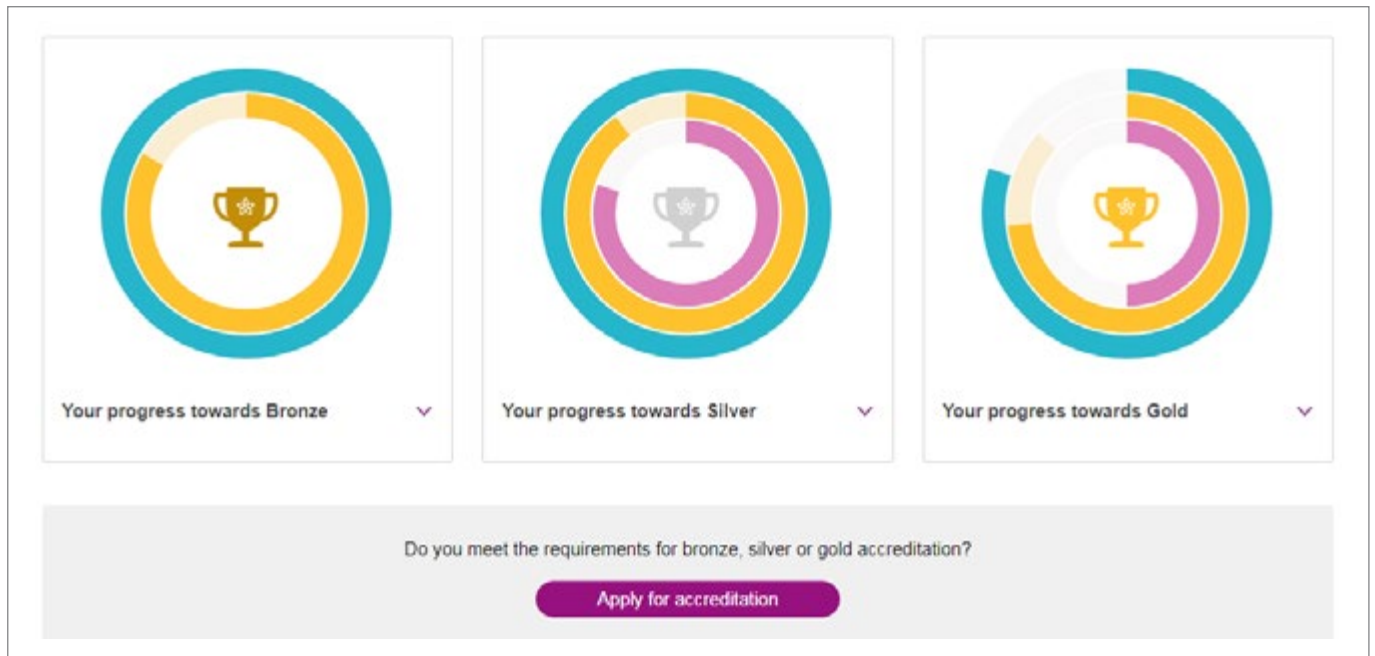 Your progress towards Bronze
Your progress towards Silver
Your progress towards Gold
Do you meet the requirements for bronze, silver or gold accreditation?
Apply for accreditation